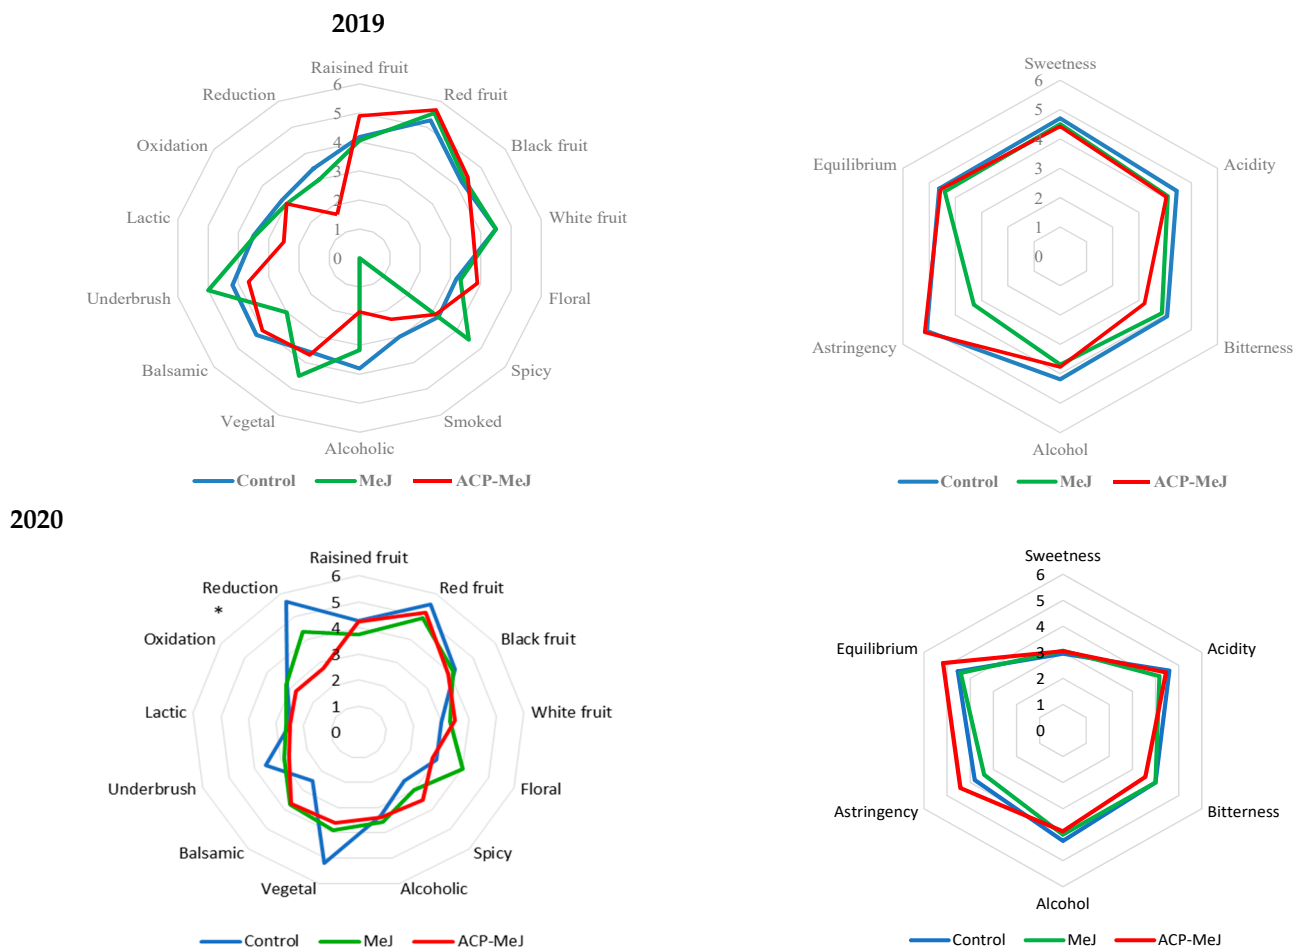 2019
Raisined fruit
Red fruit
Black fruit
White fruit
Floral
Spicy
Smoked
Alcoholic
Vegetal
Balsamic
Underbrush
Lactic
Oxidation
Reduction
6
5
4
3
2
1
0
Control MeJ ACP-MeJ
Sweetness
Acidity
Bitterness
Alcohol
Astringency
Equilibrium
6
5
4
3
2
1
0
Control MeJ ACP-MeJ
2020
Raisined fruit
Red fruit
Black fruit
White fruit
Floral
Spicy
Alcoholic
Vegetal
Balsamic
Underbrush
Lactic
Oxidation
Reduction
*
6
5
4
3
2
1
0
Control MeJ ACP-MeJ
Sweetness
Acidity
Bitterness
Alcohol
Astringency
Equilibrium
6
5
4
3
2
1
0
Control MeJ ACP-MeJ